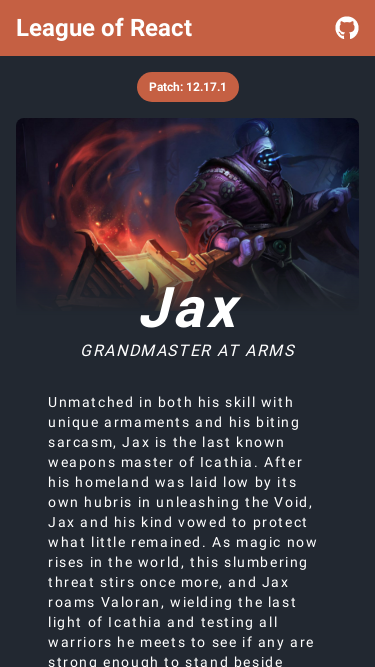 League of React
Patch: 12.17.1
Jax
GRANDMASTER AT ARMS
Unmatched in both his skill with
unique armaments and his biting
sarcasm, Jax is the last known
weapons master of Icathia. After
his homeland was laid low by its
own hubris in unleashing the Void,
Jax and his kind vowed to protect
what little remained. As magic now
rises in the world, this slumbering
threat stirs once more, and Jax
roams Valoran, wielding the last
light of Icathia and testing all
warriors he meets to see if any are
strong enough to stand beside